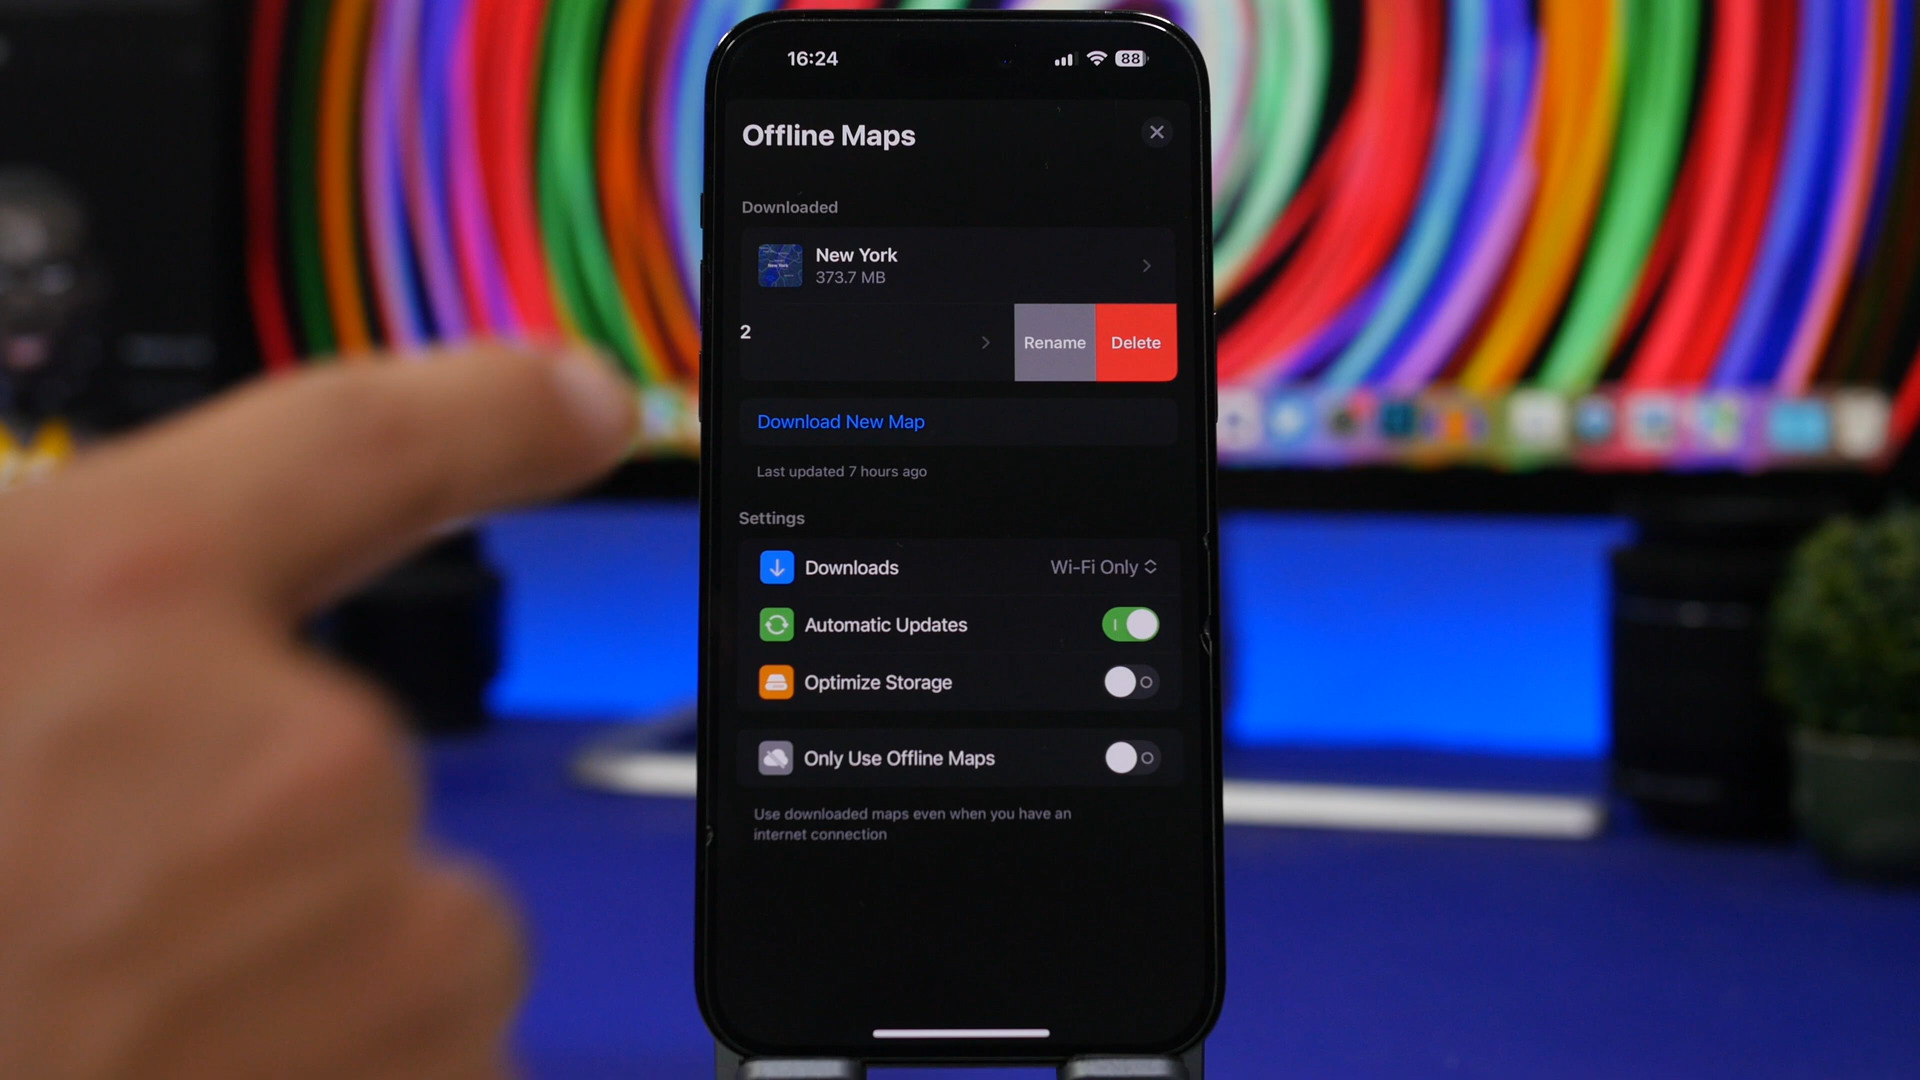 16:24
88
Offline Maps
Downloaded
New York
373.7 MB
2
Rename
Delete
Download New Map
Last updated 7 hours ago
Settings
Downloads
Wi-Fi Only
Automatic Updates
Optimize Storage
Only Use Offline Maps
Use downloaded maps even when you have an
internet connection